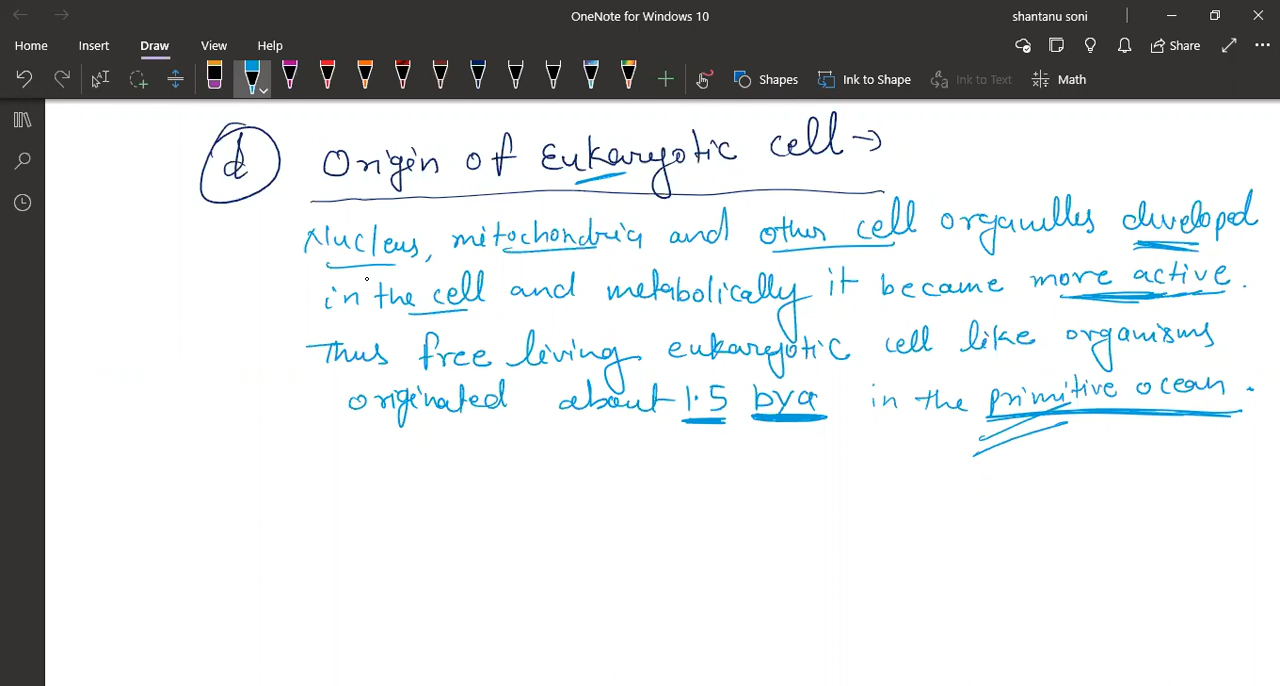 OneNote for Windows 10
shantanu soni
Home Insert Draw View Help
Share
Shapes Ink to Shape Ink to Text Math
d Origin of Eukaryotic cell →
Nucleus, mitochondria and other cell organelles developed
in the cell and metabolically it became more active.
Thus free living eukaryotic cell like organisms
originated about 1.5 bya in the primitive ocean.